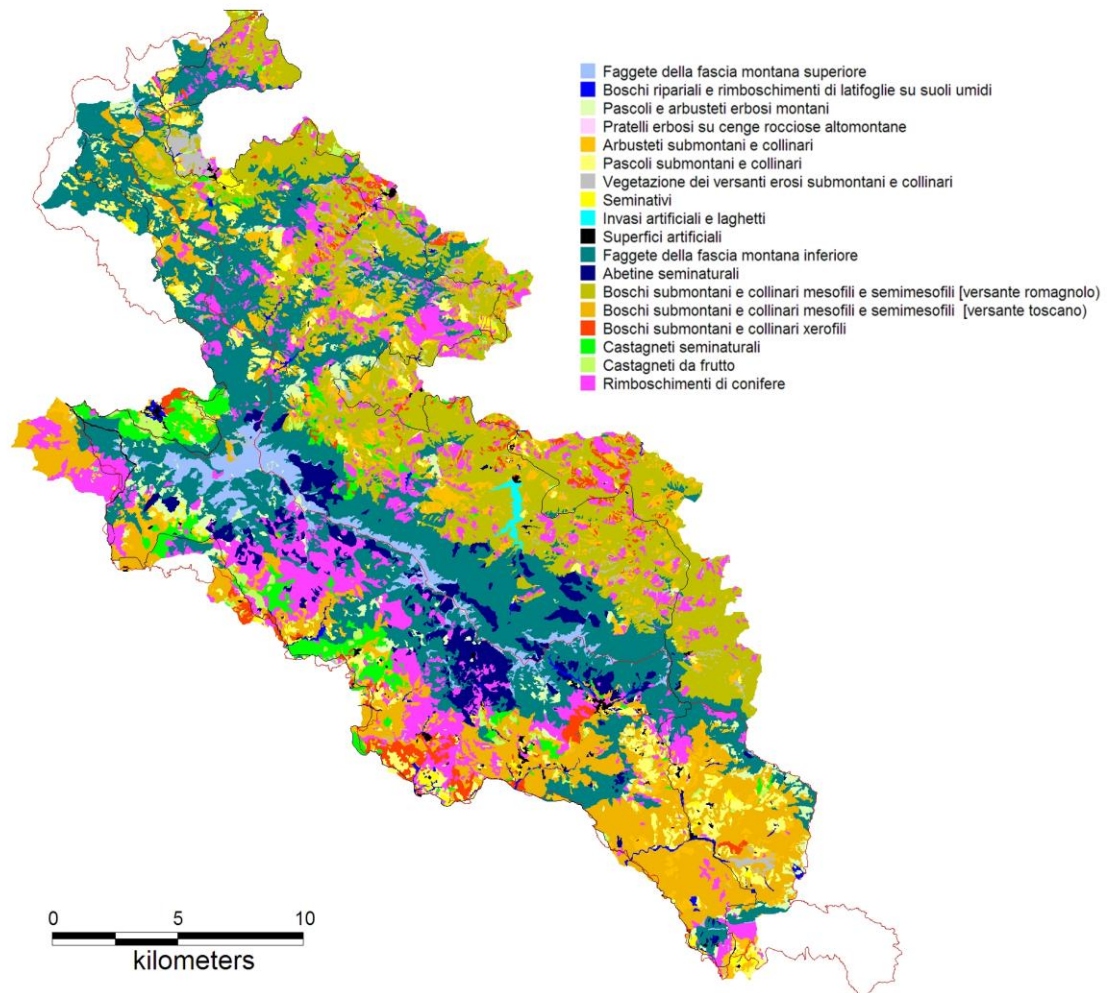 Faggete della fascia montana superiore
Boschi ripariali e rimboschimenti di latifoglie su suoli umidi
Pascoli e arbusteti erbosi montani
Pratelli erbosi su cenge rocciose altomontane
Arbusteti submontani e collinari
Pascoli submontani e collinari
Vegetazione dei versanti erosi submontani e collinari
Seminativi
Invasi artificiali e laghetti
Superfici artificiali
Faggete della fascia montana inferiore
Abetine seminaturali
Boschi submontani e collinari mesofili e semimesofili [versante romagnolo)
Boschi submontani e collinari mesofili e semimesofili [versante toscano)
Boschi submontani e collinari xerofili
Castagneti seminaturali
Castagneti da frutto
Rimboschimenti di conifere
0 5 10
kilometers